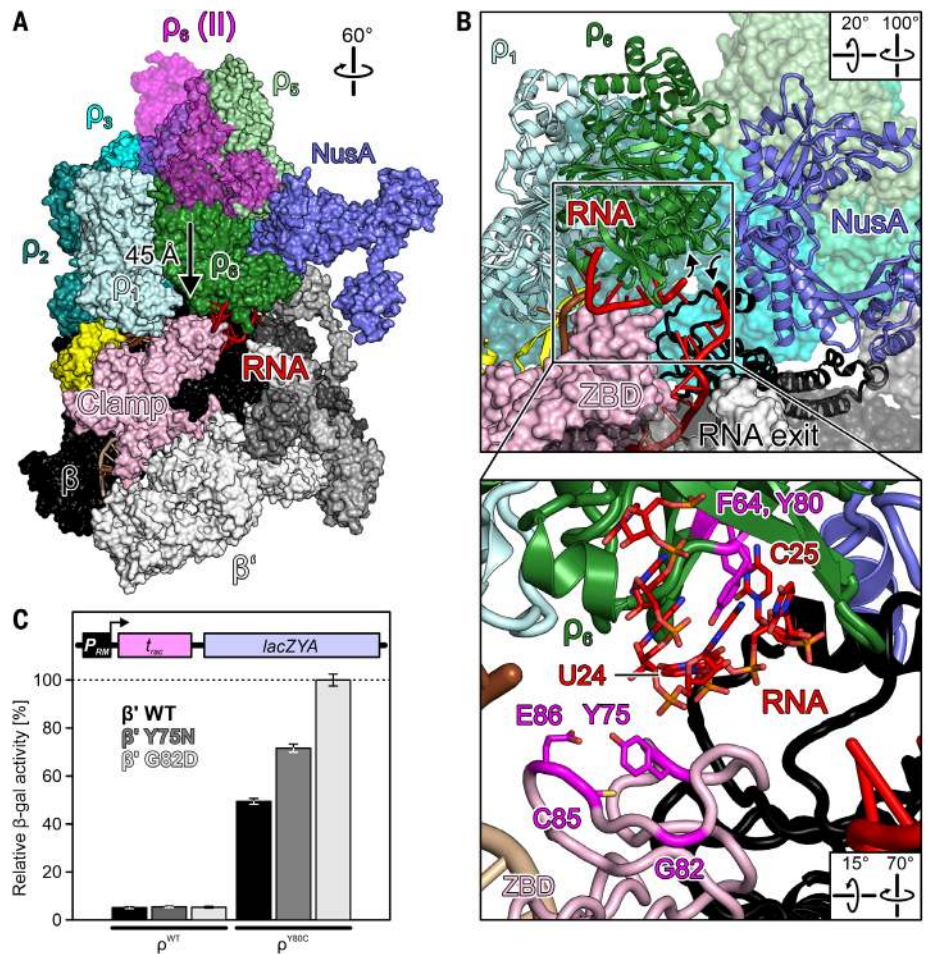 A
ρ6 (II)
60°
ρ5
ρ3
NusA
ρ2
45 Å
ρ6
ρ1
RNA
Clamp
β
β'
B
20° 100°
ρ1
ρ6
RNA
NusA
ZBD
RNA exit
F64, Y80
C25
ρ6
U24
RNA
E86 Y75
C85
G82
ZBD
15° 70°
C
PRM
trac
lacZYA
Relative β-gal activity [%]
100
80
60
40
20
0
β' WT
β' Y75N
β' G82D
ρWT
ρY80C